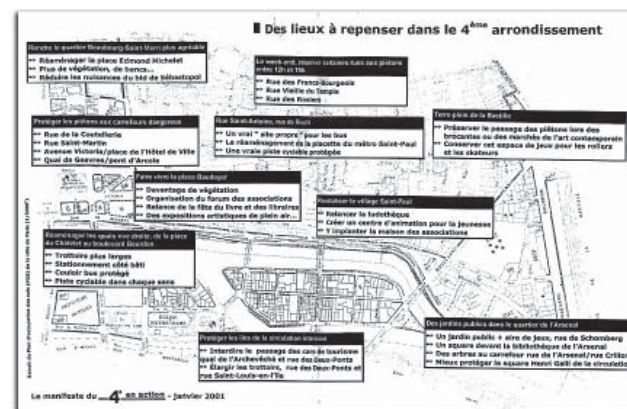 Des lieux à repenser dans le 4ème arrondissement
Rendre le quartier Beaubourg-Saint-Merri plus agréable
Réaménager la place Edmond Michelet
Plus de végétation, de bancs...
Réduire les nuisances du bld de Sébastopol
Le week-end, réserver certaines rues aux piétons
entre 12h et 18h
Rue des Francs-Bourgeois
Rue Vieille du Temple
Rue des Rosiers
Protéger les piétons aux carrefours dangereux
Rue de la Coutellerie
Rue Saint-Martin
Avenue Victoria/place de l'Hôtel de Ville
Quai de Gesvres/pont d'Arcole
Rue Saint-Antoine, rue de Rivoli
Un vrai " site propre " pour les bus
Le réaménagement de la placette du métro Saint-Paul
Une vraie piste cyclable protégée
Terre-plein de la Bastille
Préserver le passage des piétons lors des
brocantes ou des marchés de l'art contemporain
Conserver cet espace de jeux pour les rollers
et les skateurs
Faire vivre la place Baudoyer
Davantage de végétation
Organisation du forum des associations
Relance de la fête du livre et des libraires
Des expositions artistiques de plein air...
Revitaliser le village Saint-Paul
Relancer la ludothèque
Créer un centre d'animation pour la jeunesse
Y implanter la maison des associations
Réaménager les quais rive droite, de la place
du Châtelet au boulevard Bourdon
Trottoirs plus larges
Stationnement côté bâti
Couloir bus protégé
Piste cyclable dans chaque sens
Protéger les îles de la circulation intense
Interdire le passage des cars de tourisme
quai de l'Archevêché et rue des Deux-Ponts
Élargir les trottoirs, rue des Deux-Ponts et
rue Saint-Louis-en-l'Île
Des jardins publics dans le quartier de l'Arsenal
Un jardin public + aire de jeux, rue de Schomberg
Un square devant la bibliothèque de l'Arsenal
Des arbres au carrefour rue de l'Arsenal/rue Crillon
Mieux protéger le square Henri Galli de la circulation
Le manifeste du 4e en action - janvier 2001